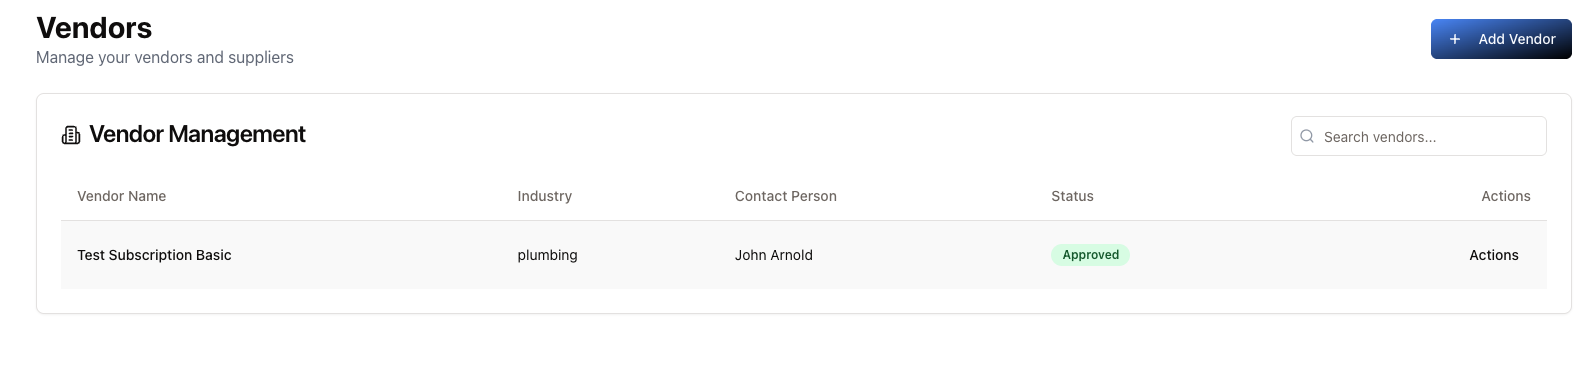 Vendors
Manage your vendors and suppliers
Add Vendor
Vendor Management
Search vendors...
Vendor Name Industry Contact Person Status Actions
Test Subscription Basic plumbing John Arnold Approved Actions